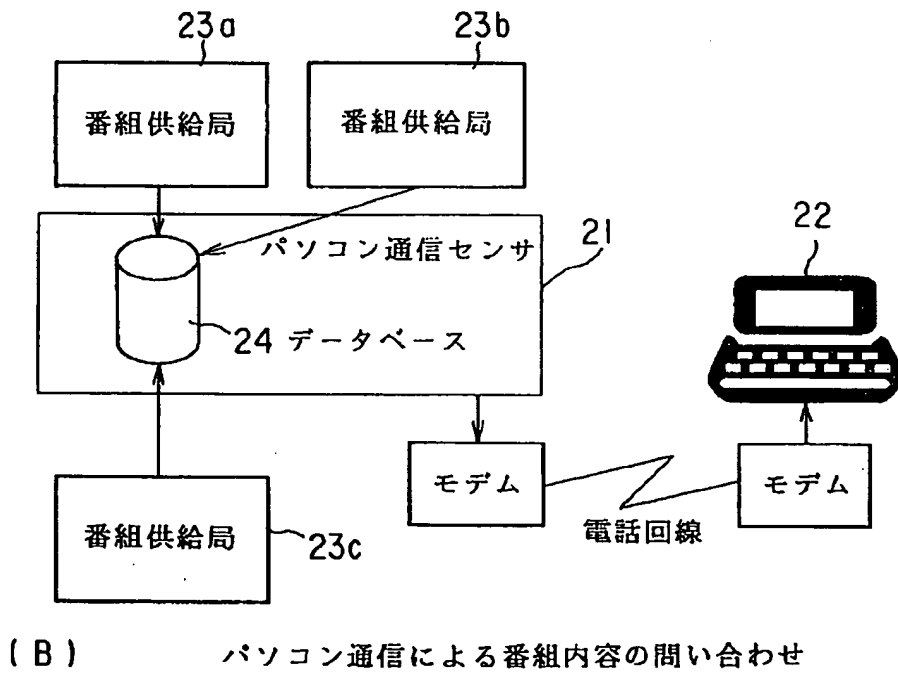 23a
23b
番組供給局
番組供給局
パソコン通信センサ
21
22
24 データベース
モデム
モデム
電話回線
番組供給局
23c
(B) パソコン通信による番組内容の問い合わせ